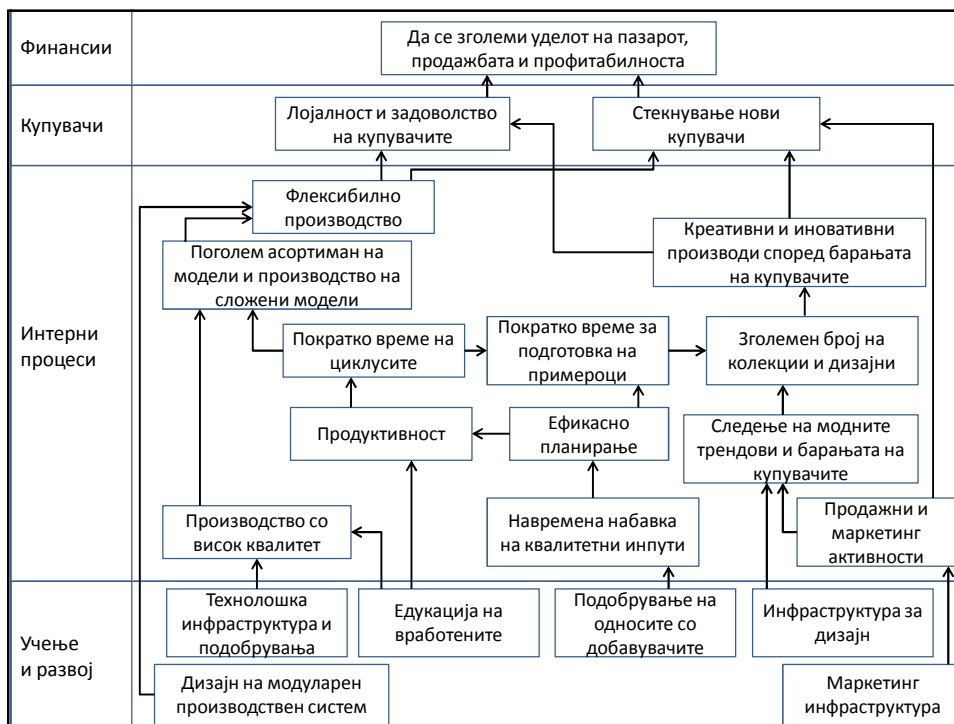 Финансии
Да се зголеми уделот на пазарот,
продажбата и профитабилноста
Купувачи
Лојалност и задоволство
на купувачите
Стекнување нови
купувачи
Интерни
процеси
Флексибилно
производство
Поголем асортиман на
модели и производство на
сложени модели
Креативни и иновативни
производи според барањата
на купувачите
Пократко време на
циклусите
Пократко време за
подготовка на
примероци
Зголемен број на
колекции и дизајни
Продуктивност
Ефикасно
планирање
Следење на модните
трендови и барањата на
купувачите
Производство со
висок квалитет
Навремена набавка
на квалитетни инпути
Продажни и
маркетинг
активности
Учење
и развој
Технолошка
инфраструктура и
подобрувања
Едукација на
вработените
Подобрување на
односите со
добавувачите
Инфраструктура за
дизајн
Дизајн на модуларен
производствен систем
Маркетинг
инфраструктура